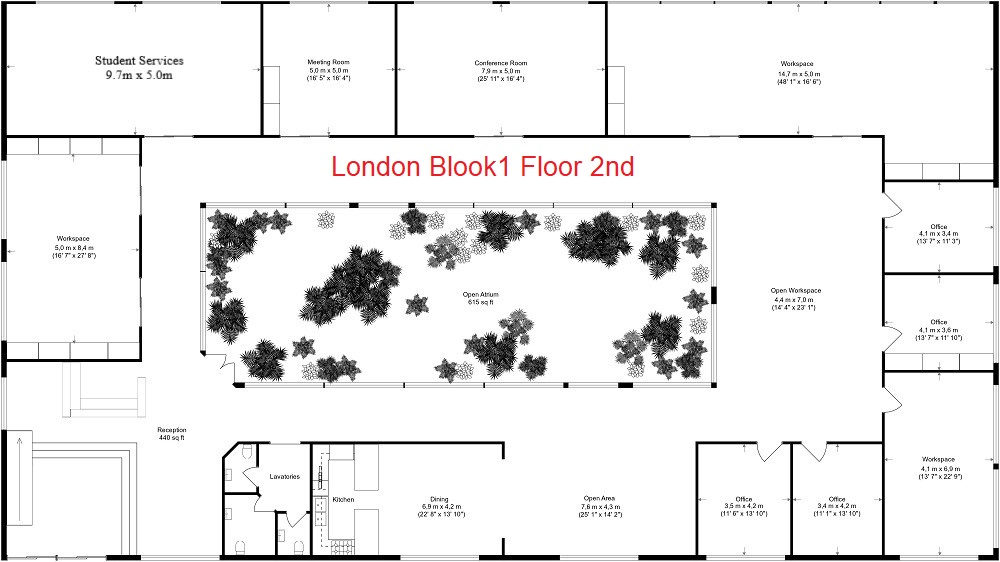 Student Services
9.7m x 5.0m
Meeting Room
5,0 m x 5,0 m
(16' 5" x 16' 4")
Conference Room
7,9 m x 5,0 m
(25' 11" x 16' 4")
Workspace
14,7 m x 5,0 m
(48' 1" x 16' 6")
London Blook1 Floor 2nd
Workspace
5,0 m x 8,4 m
(16' 7" x 27' 8")
Office
4,1 m x 3,4 m
(13' 7" x 11' 3")
Open Atrium
615 sq ft
Open Workspace
4,4 m x 7,0 m
(14' 4" x 23' 1")
Office
4,1 m x 3,6 m
(13' 7" x 11' 10")
Reception
440 sq ft
Lavatories
Kitchen
Dining
6,9 m x 4,2 m
(22' 8" x 13' 10")
Open Area
7,6 m x 4,3 m
(25' 1" x 14' 2")
Office
3,5 m x 4,2 m
(11' 6" x 13' 10")
Office
3,4 m x 4,2 m
(11' 1" x 13' 10")
Workspace
4,1 m x 6,9 m
(13' 7" x 22' 9")